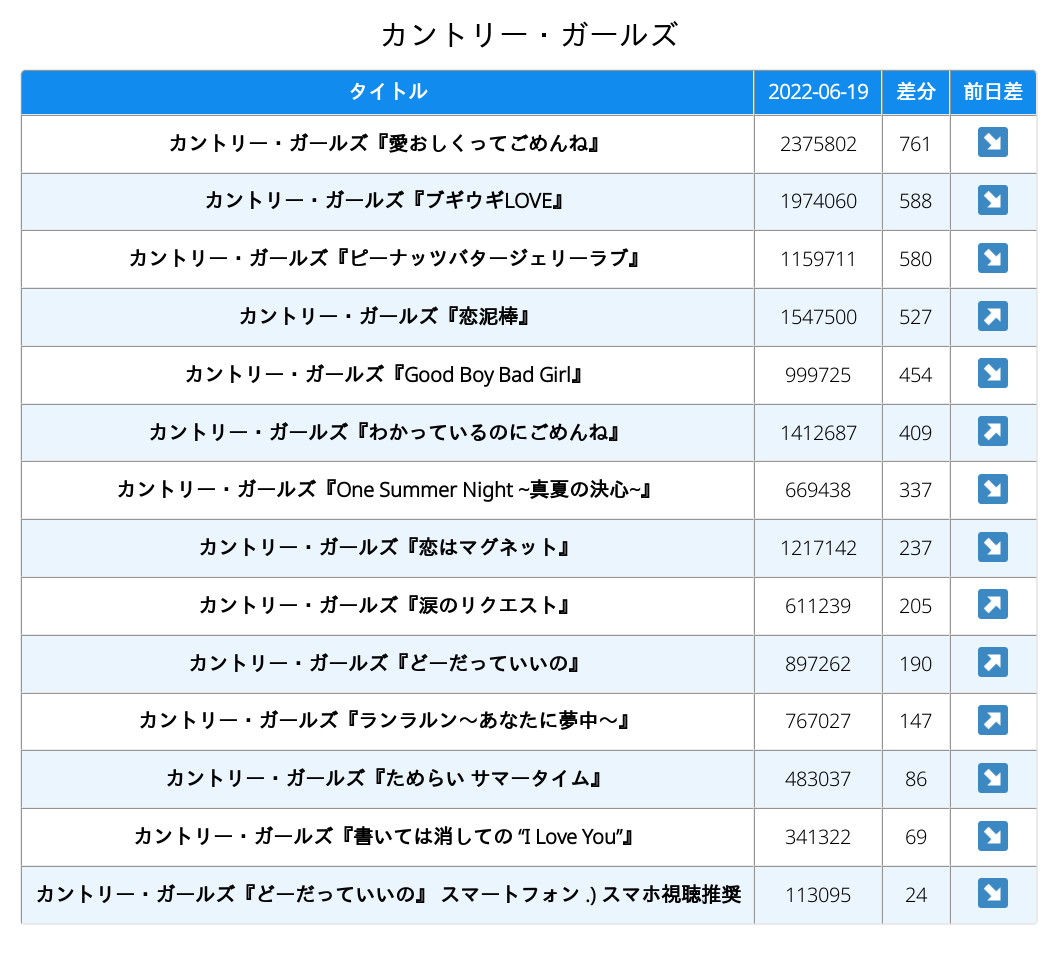 カントリー・ガールズ
タイトル 2022-06-19 差分 前日差
カントリー・ガールズ『愛おしくってごめんね』 2375802 761 ↘
カントリー・ガールズ『ブギウギLOVE』 1974060 588 ↘
カントリー・ガールズ『ピーナッツバタージェリーラブ』 1159711 580 ↘
カントリー・ガールズ『恋泥棒』 1547500 527 ↗
カントリー・ガールズ『Good Boy Bad Girl』 999725 454 ↘
カントリー・ガールズ『わかっているのにごめんね』 1412687 409 ↗
カントリー・ガールズ『One Summer Night ~真夏の決心~』 669438 337 ↘
カントリー・ガールズ『恋はマグネット』 1217142 237 ↘
カントリー・ガールズ『涙のリクエスト』 611239 205 ↗
カントリー・ガールズ『どーだっていいの』 897262 190 ↗
カントリー・ガールズ『ランラルン～あなたに夢中～』 767027 147 ↗
カントリー・ガールズ『ためらい サマータイム』 483037 86 ↘
カントリー・ガールズ『書いては消しての “I Love You”』 341322 69 ↘
カントリー・ガールズ『どーだっていいの』 スマートフォン .) スマホ視聴推奨 113095 24 ↘